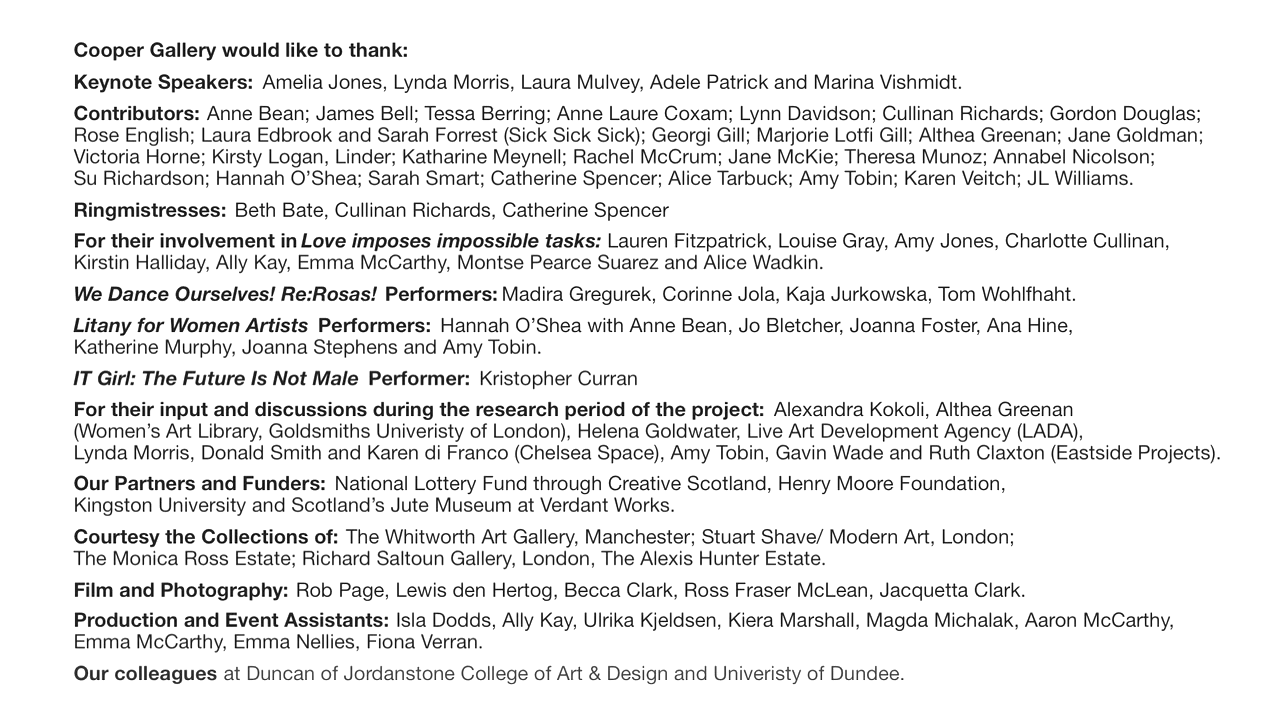 Cooper Gallery would like to thank:
Keynote Speakers: Amelia Jones, Lynda Morris, Laura Mulvey, Adele Patrick and Marina Vishmidt.
Contributors: Anne Bean; James Bell; Tessa Berring; Anne Laure Coxam; Lynn Davidson; Cullinan Richards; Gordon Douglas;
Rose English; Laura Edbrook and Sarah Forrest (Sick Sick Sick); Georgi Gill; Marjorie Lotfi Gill; Althea Greenan; Jane Goldman;
Victoria Horne; Kirsty Logan, Linder; Katharine Meynell; Rachel McCrum; Jane McKie; Theresa Munoz; Annabel Nicolson;
Su Richardson; Hannah O’Shea; Sarah Smart; Catherine Spencer; Alice Tarbuck; Amy Tobin; Karen Veitch; JL Williams.
Ringmistresses: Beth Bate, Cullinan Richards, Catherine Spencer
For their involvement in Love imposes impossible tasks: Lauren Fitzpatrick, Louise Gray, Amy Jones, Charlotte Cullinan,
Kirstin Halliday, Ally Kay, Emma McCarthy, Montse Pearce Suarez and Alice Wadkin.
We Dance Ourselves! Re:Rosas! Performers: Madira Gregurek, Corinne Jola, Kaja Jurkowska, Tom Wohlfhaht.
Litany for Women Artists Performers: Hannah O’Shea with Anne Bean, Jo Bletcher, Joanna Foster, Ana Hine,
Katherine Murphy, Joanna Stephens and Amy Tobin.
IT Girl: The Future Is Not Male Performer: Kristopher Curran
For their input and discussions during the research period of the project: Alexandra Kokoli, Althea Greenan
(Women’s Art Library, Goldsmiths Univeristy of London), Helena Goldwater, Live Art Development Agency (LADA),
Lynda Morris, Donald Smith and Karen di Franco (Chelsea Space), Amy Tobin, Gavin Wade and Ruth Claxton (Eastside Projects).
Our Partners and Funders: National Lottery Fund through Creative Scotland, Henry Moore Foundation,
Kingston University and Scotland’s Jute Museum at Verdant Works.
Courtesy the Collections of: The Whitworth Art Gallery, Manchester; Stuart Shave/ Modern Art, London;
The Monica Ross Estate; Richard Saltoun Gallery, London, The Alexis Hunter Estate.
Film and Photography: Rob Page, Lewis den Hertog, Becca Clark, Ross Fraser McLean, Jacquetta Clark.
Production and Event Assistants: Isla Dodds, Ally Kay, Ulrika Kjeldsen, Kiera Marshall, Magda Michalak, Aaron McCarthy,
Emma McCarthy, Emma Nellies, Fiona Verran.
Our colleagues at Duncan of Jordanstone College of Art & Design and Univeristy of Dundee.